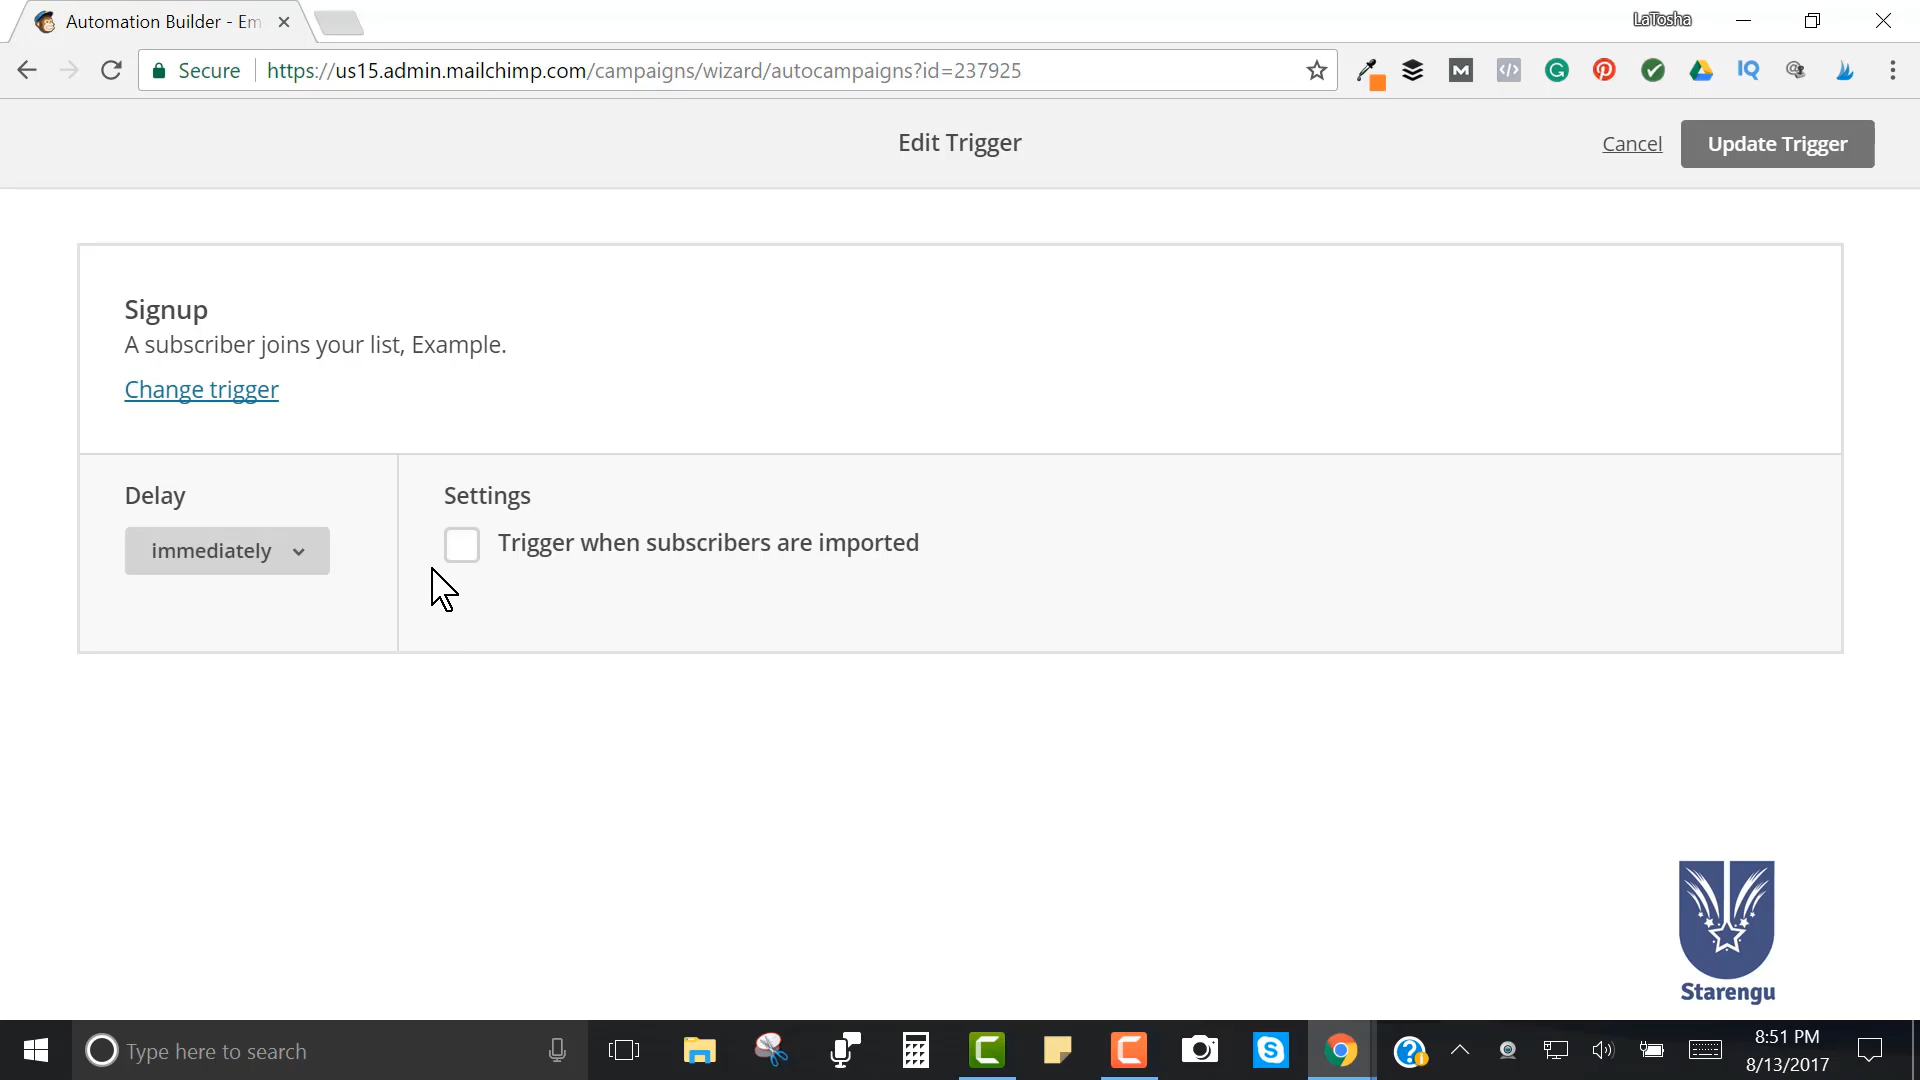 Automation Builder - Em
LaTosha
Secure
https://us15.admin.mailchimp.com/campaigns/wizard/autocampaigns?id=237925
Edit Trigger
Cancel
Update Trigger
Signup
A subscriber joins your list, Example.
Change trigger
Delay
Settings
immediately
Trigger when subscribers are imported
Starengu
Type here to search
8:51 PM
8/13/2017